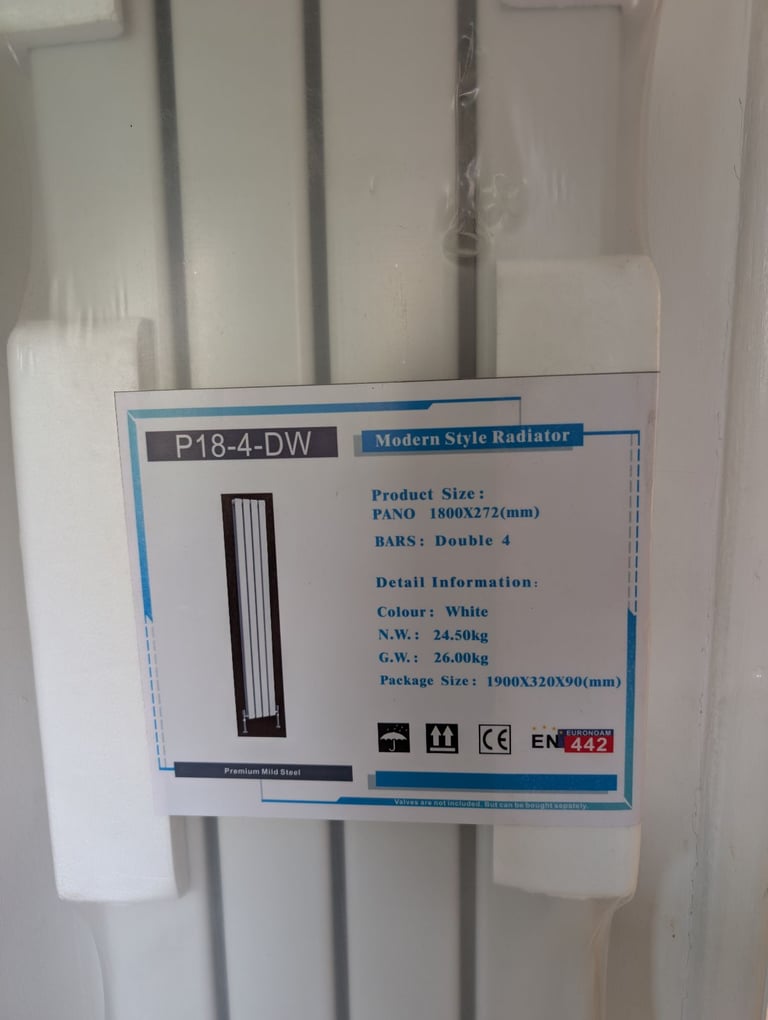 P18-4-DW
Modern Style Radiator
Product Size :
PANO 1800X272(mm)
BARS : Double 4
Detail Information :
Colour : White
N.W. : 24.50kg
G.W. : 26.00kg
Package Size : 1900X320X90(mm)
CE
EN EURONOAM 442
Premium Mild Steel
Valves are not included. But can be bought sepately.